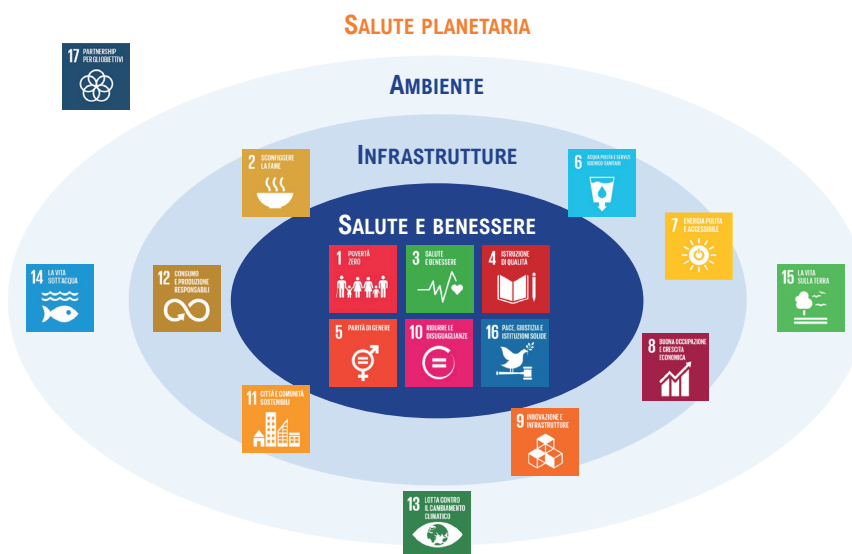 SALUTE PLANETARIA
17 PARTNERSHIP
PER GLI OBIETTIVI
AMBIENTE
INFRASTRUTTURE
2 SCONFIGGERE
LA FAME
6 ACQUA PULITA E SERVIZI
IGIENICO-SANITARI
SALUTE E BENESSERE
7 ENERGIA PULITA
E ACCESSIBILE
1 POVERTÀ
ZERO
3 SALUTE
E BENESSERE
4 ISTRUZIONE
DI QUALITÀ
14 LA VITA
SOTT'ACQUA
12 CONSUMO
E PRODUZIONE
RESPONSABILI
15 LA VITA
SULLA TERRA
5 PARITÀ DI GENERE
10 RIDURRE LE
DISUGUAGLIANZE
16 PACE, GIUSTIZIA E
ISTITUZIONI SOLIDE
8 BUONA OCCUPAZIONE
E CRESCITA
ECONOMICA
11 CITTÀ E COMUNITÀ
SOSTENIBILI
9 INNOVAZIONE E
INFRASTRUTTURE
13 LOTTA CONTRO
IL CAMBIAMENTO
CLIMATICO